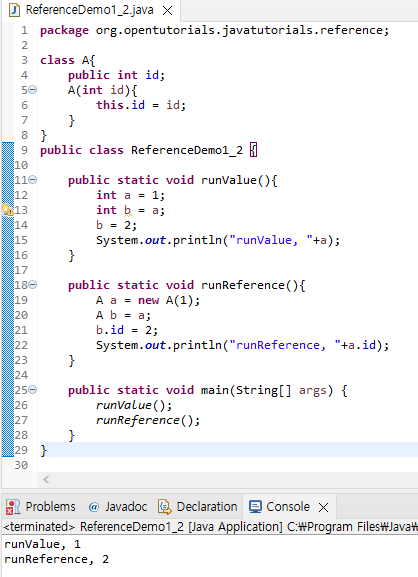 ReferenceDemo1_2.java
1 package org.opentutorials.javatutorials.reference;
2
3 class A{
4     public int id;
5     A(int id){
6         this.id = id;
7     }
8 }
9 public class ReferenceDemo1_2 {
10
11     public static void runValue(){
12         int a = 1;
13         int b = a;
14         b = 2;
15         System.out.println("runValue, "+a);
16     }
17
18     public static void runReference(){
19         A a = new A(1);
20         A b = a;
21         b.id = 2;
22         System.out.println("runReference, "+a.id);
23     }
24
25     public static void main(String[] args) {
26         runValue();
27         runReference();
28     }
29 }
30
Problems @ Javadoc Declaration Console
<terminated> ReferenceDemo1_2 [Java Application] C:₩Program Files₩Java₩
runValue, 1
runReference, 2